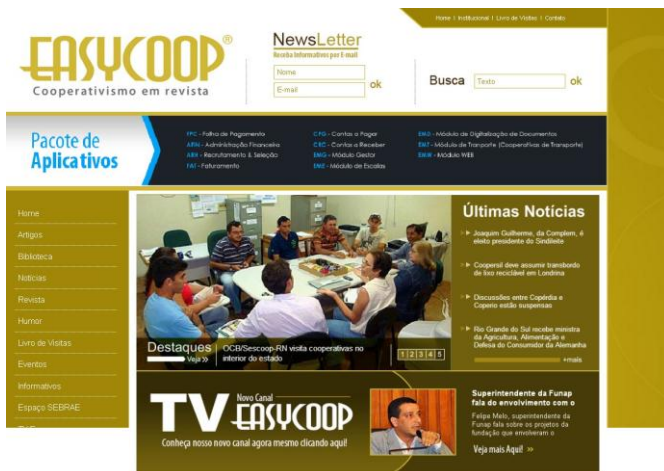 Home | Institucional | Livro de Visitas | Contato
EASYCOOP®
Cooperativismo em revista
NewsLetter
Receba Informativos por E-mail
Nome
E-mail
ok
Busca
Texto
ok
Pacote de
Aplicativos
FPC - Folha de Pagamento
AFN - Administração Financeira
ARH - Recrutamento & Seleção
FAT - Faturamento
CPG - Contas a Pagar
CRC - Contas a Receber
EMG - Módulo Gestor
EME - Módulo de Escalas
EMD - Módulo de Digitalização de Documentos
EMT - Módulo de Tranporte (Cooperativas de Transporte)
EMW - Módulo WEB
Home
Artigos
Biblioteca
Notícias
Revista
Humor
Livro de Visitas
Eventos
Informativos
Espaço SEBRAE
Destaques
Veja »
OCB/Sescoop-RN visita cooperativas no
interior do estado
1 2 3 4 5
Últimas Notícias
Joaquim Guilherme, da Complem, é
eleito presidente do Sindileite
Coopersil deve assumir transbordo
de lixo reciclável em Londrina
Discussões entre Copérdia e
Coperio estão suspensas
Rio Grande do Sul recebe ministra
da Agricultura, Alimentação e
Defesa do Consumidor da Alemanha
+mais
TV
Novo Canal
EASYCOOP
Conheça nosso novo canal agora mesmo clicando aqui!
Superintendente da Funap
fala do envolvimento com o
Felipe Melo, superintendente da
Funap fala sobre os projetos da
fundação que envolveram o
Veja mais Aqui! »